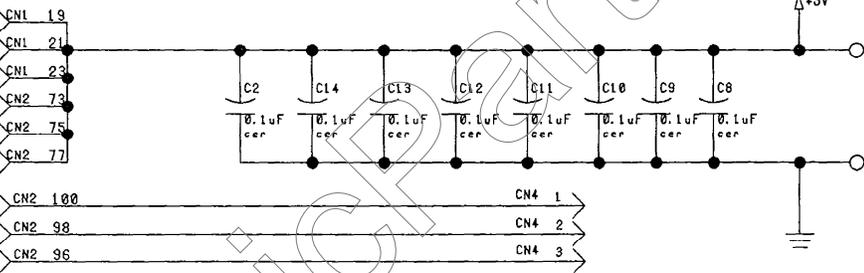 +5V
CN1 19
CN1 21
CN1 23
CN2 73
CN2 75
CN2 77
C2 C14 C13 C12 C11 C10 C9 C8
0.1uF 0.1uF 0.1uF 0.1uF 0.1uF 0.1uF 0.1uF 0.1uF
cer cer cer cer cer cer cer cer
CN2 100 CN4 1
CN2 98 CN4 2
CN2 96 CN4 3